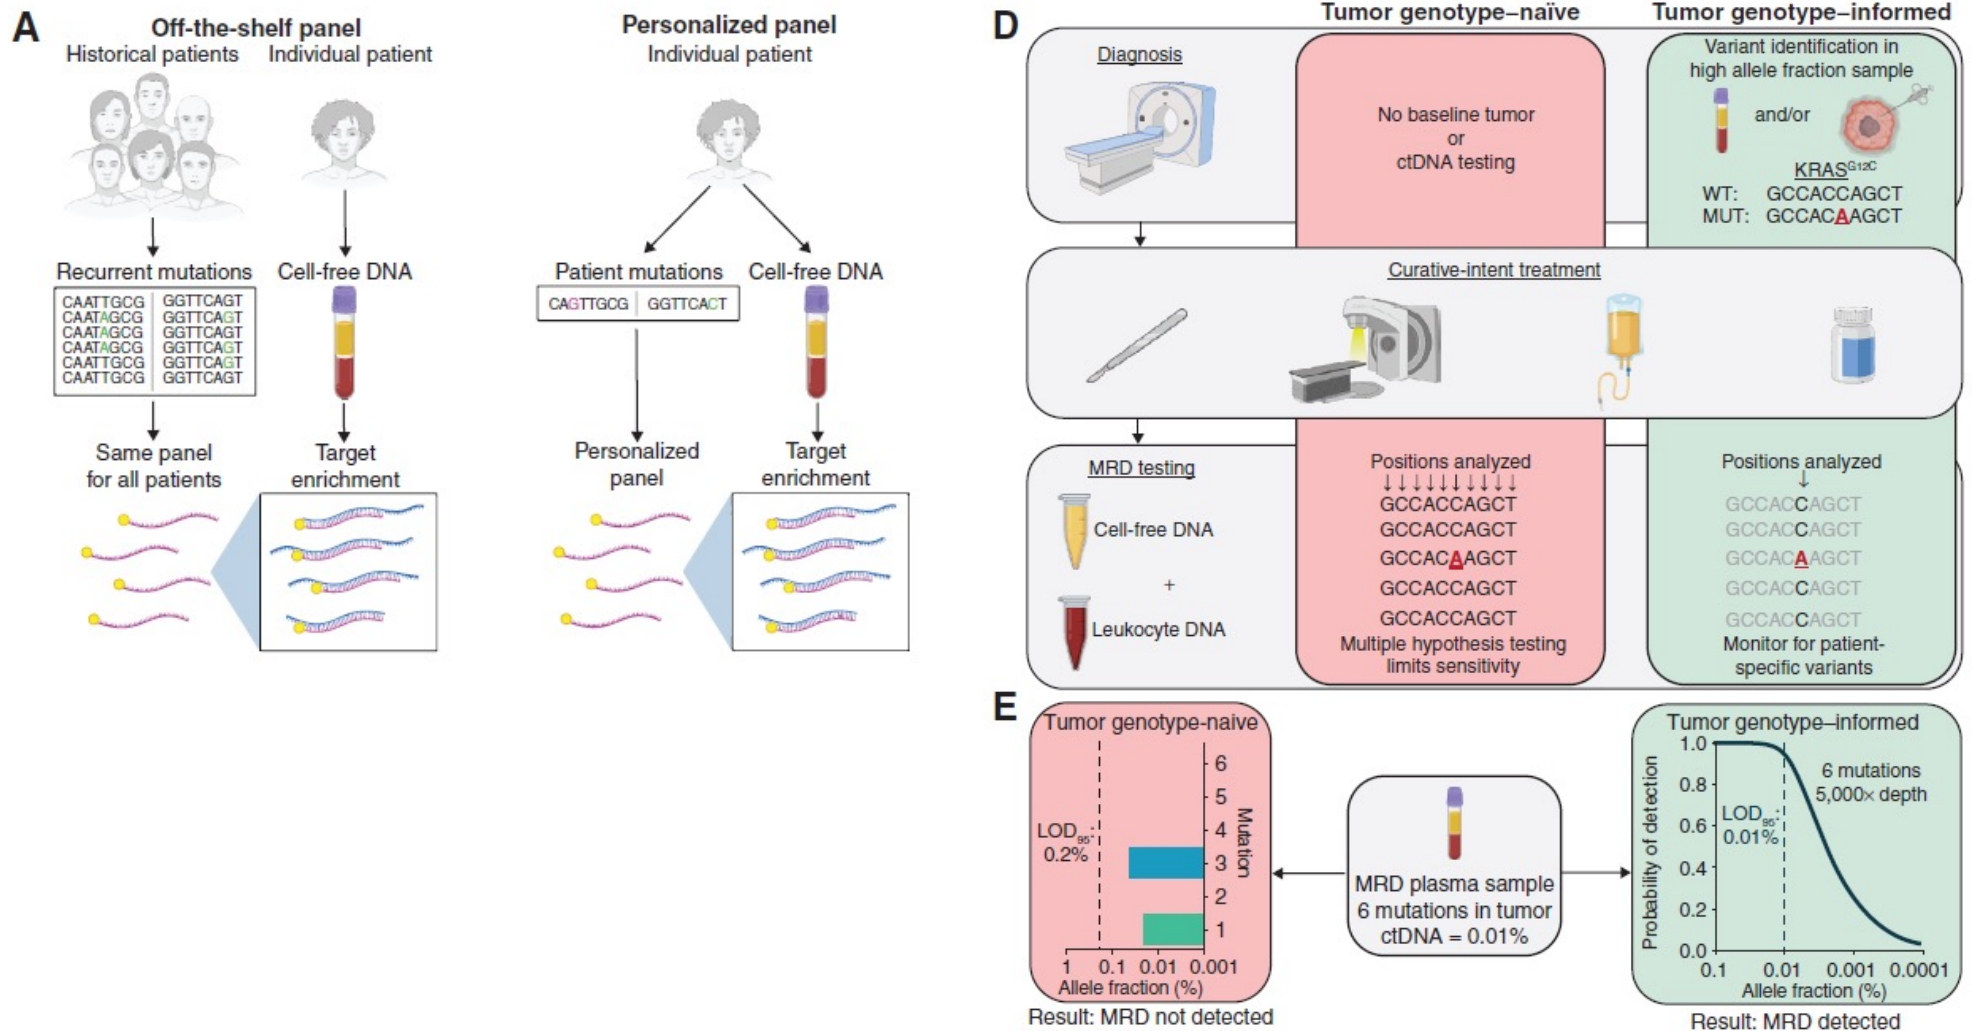 A
Off-the-shelf panel
Historical patients
Individual patient
Recurrent mutations
CAATTGCG GGTTCAGT
CAATAGCG GGTTCAGT
CAATAGCG GGTTCAGT
CAATAGCG GGTTCAGT
CAATTGCG GGTTCAGT
CAATTGCG GGTTCAGT
Cell-free DNA
Same panel
for all patients
Target
enrichment
Personalized panel
Individual patient
Patient mutations
CAGTTGCG GGTTCACT
Cell-free DNA
Personalized
panel
Target
enrichment
D
Tumor genotype–naïve
Tumor genotype–informed
Diagnosis
No baseline tumor
or
ctDNA testing
Variant identification in
high allele fraction sample
and/or
KRASG12C
WT: GCCACCAGCT
MUT: GCCACAAGCT
Curative-intent treatment
MRD testing
Cell-free DNA
+
Leukocyte DNA
Positions analyzed
GCCACCAGCT
GCCACCAGCT
GCCACAAGCT
GCCACCAGCT
GCCACCAGCT
Multiple hypothesis testing
limits sensitivity
Positions analyzed
GCCACCAGCT
GCCACCAGCT
GCCACAAGCT
GCCACCAGCT
GCCACCAGCT
Monitor for patient-
specific variants
E
Tumor genotype-naive
LOD95:
0.2%
6
5
4
3
2
1
Mutation
1 0.1 0.01 0.001
Allele fraction (%)
Result: MRD not detected
MRD plasma sample
6 mutations in tumor
ctDNA = 0.01%
Tumor genotype–informed
Probability of detection
1.0
0.8
0.6
0.4
0.2
0.0
6 mutations
5,000× depth
LOD95:
0.01%
0.1 0.01 0.001 0.0001
Allele fraction (%)
Result: MRD detected